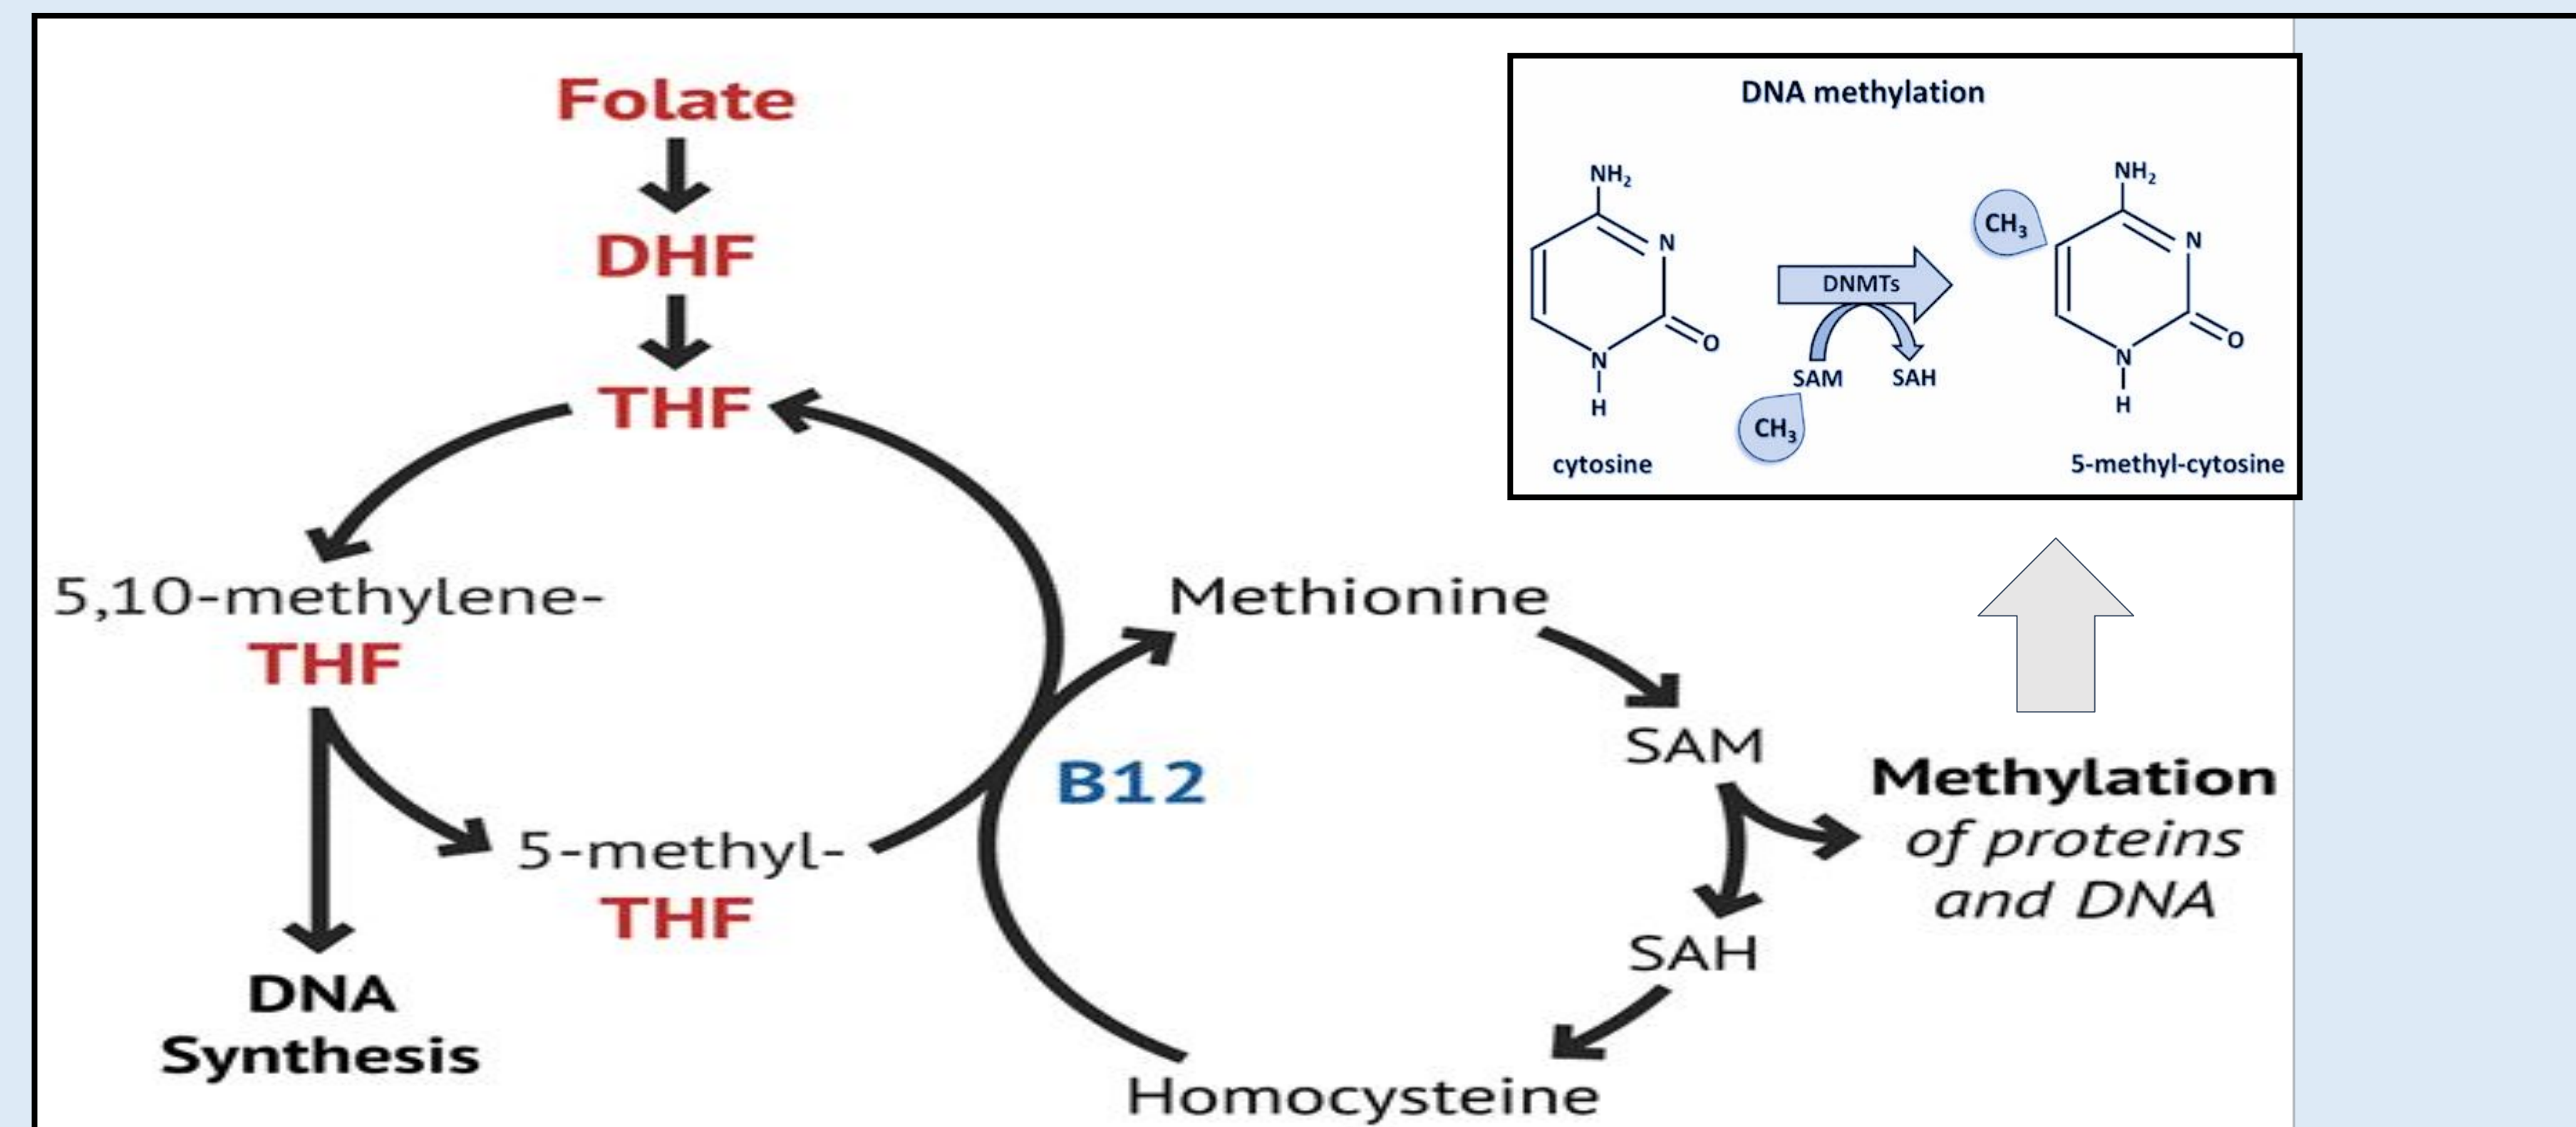 Folate
DHF
THF
5,10-methylene-
THF
5-methyl-
THF
DNA
Synthesis
B12
Methionine
SAM
Methylation
of proteins
and DNA
SAH
Homocysteine
DNA methylation
NH₂
N
O
N
H
cytosine
DNMTs
SAM
SAH
CH₃
CH₃
NH₂
N
O
N
H
5-methyl-cytosine